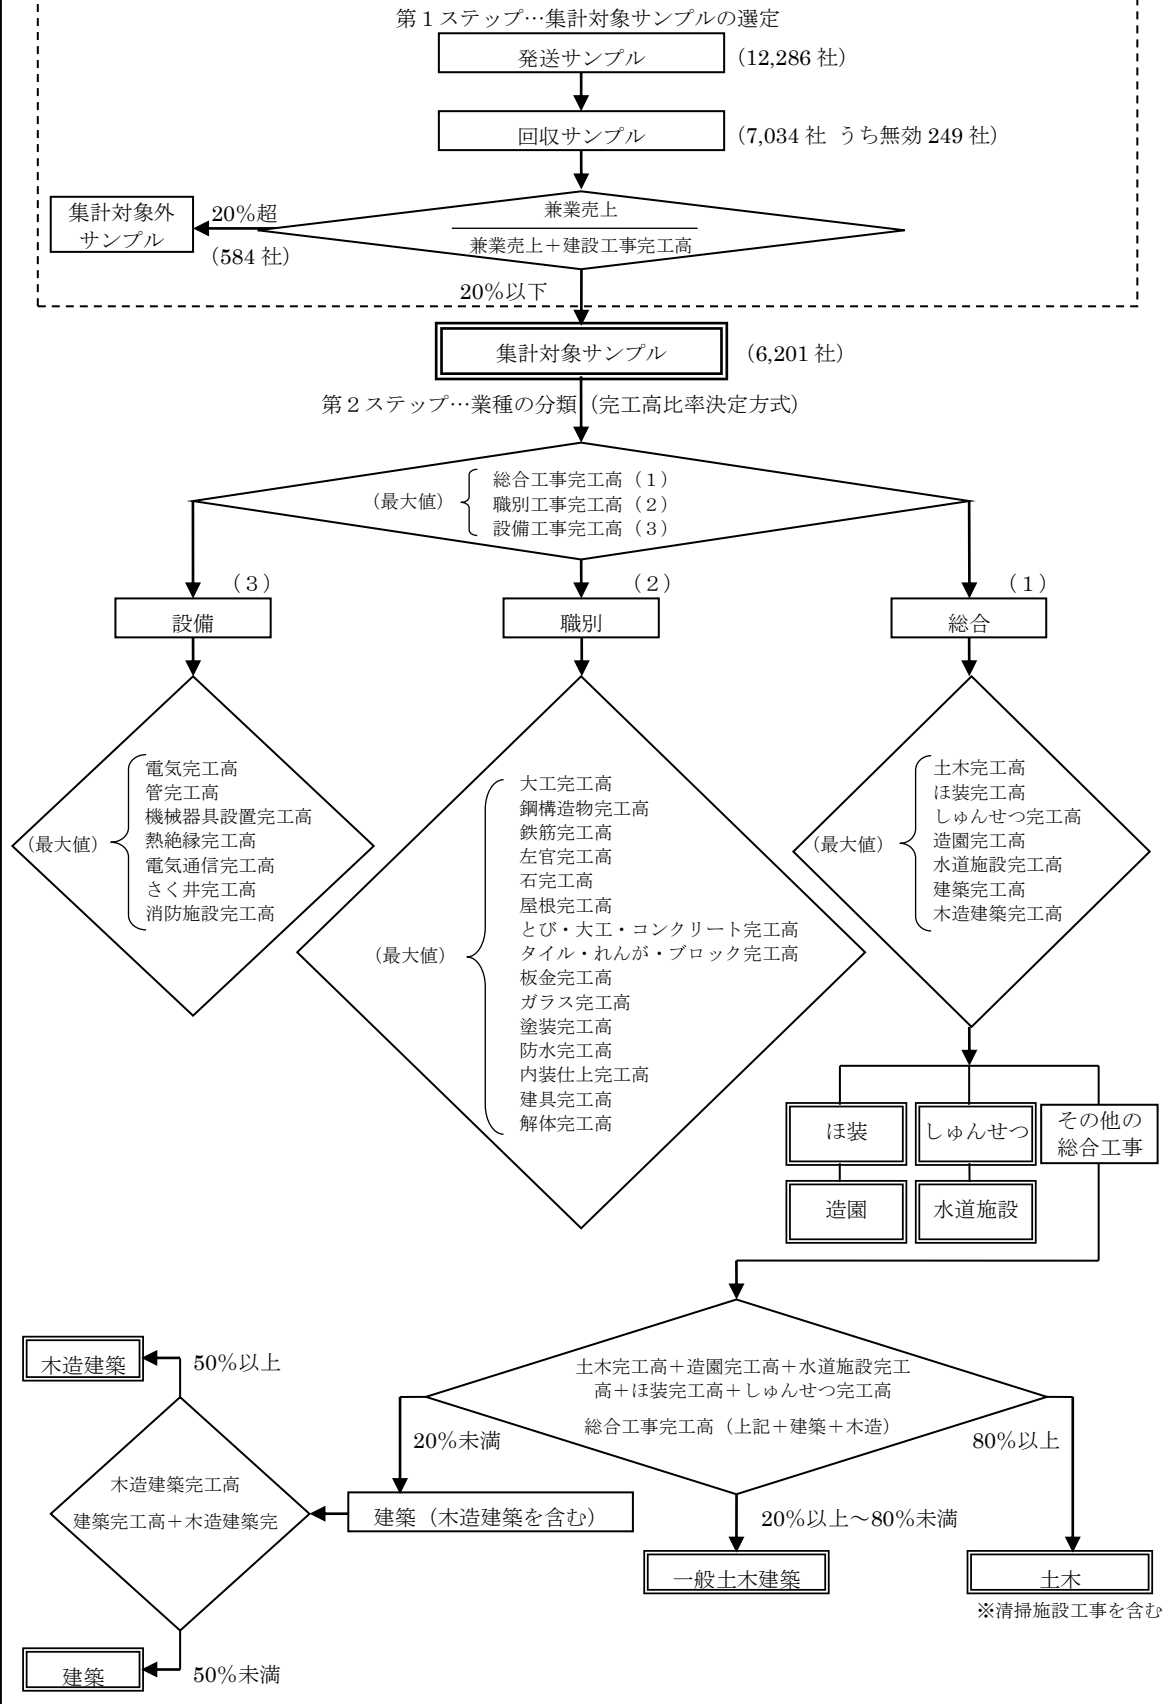 第１ステップ…集計対象サンプルの選定
発送サンプル
（12,286 社）
回収サンプル
（7,034 社 うち無効 249 社）
集計対象外
サンプル
20％超
（584 社）
兼業売上
兼業売上＋建設工事完工高
20％以下
集計対象サンプル
（6,201 社）
第２ステップ…業種の分類（完工高比率決定方式）
（最大値）
総合工事完工高（１）
職別工事完工高（２）
設備工事完工高（３）
（３）
（２）
（１）
設備
職別
総合
（最大値）
電気完工高
管完工高
機械器具設置完工高
熱絶縁完工高
電気通信完工高
さく井完工高
消防施設完工高
（最大値）
大工完工高
鋼構造物完工高
鉄筋完工高
左官完工高
石完工高
屋根完工高
とび・大工・コンクリート完工高
タイル・れんが・ブロック完工高
板金完工高
ガラス完工高
塗装完工高
防水完工高
内装仕上完工高
建具完工高
解体完工高
（最大値）
土木完工高
ほ装完工高
しゅんせつ完工高
造園完工高
水道施設完工高
建築完工高
木造建築完工高
ほ装
しゅんせつ
その他の
総合工事
造園
水道施設
土木完工高＋造園完工高＋水道施設完工
高＋ほ装完工高＋しゅんせつ完工高
総合工事完工高（上記＋建築＋木造）
20％未満
80％以上
20％以上～80％未満
建築（木造建築を含む）
一般土木建築
土木
※清掃施設工事を含む
木造建築
50％以上
木造建築完工高
建築完工高＋木造建築完
建築
50％未満